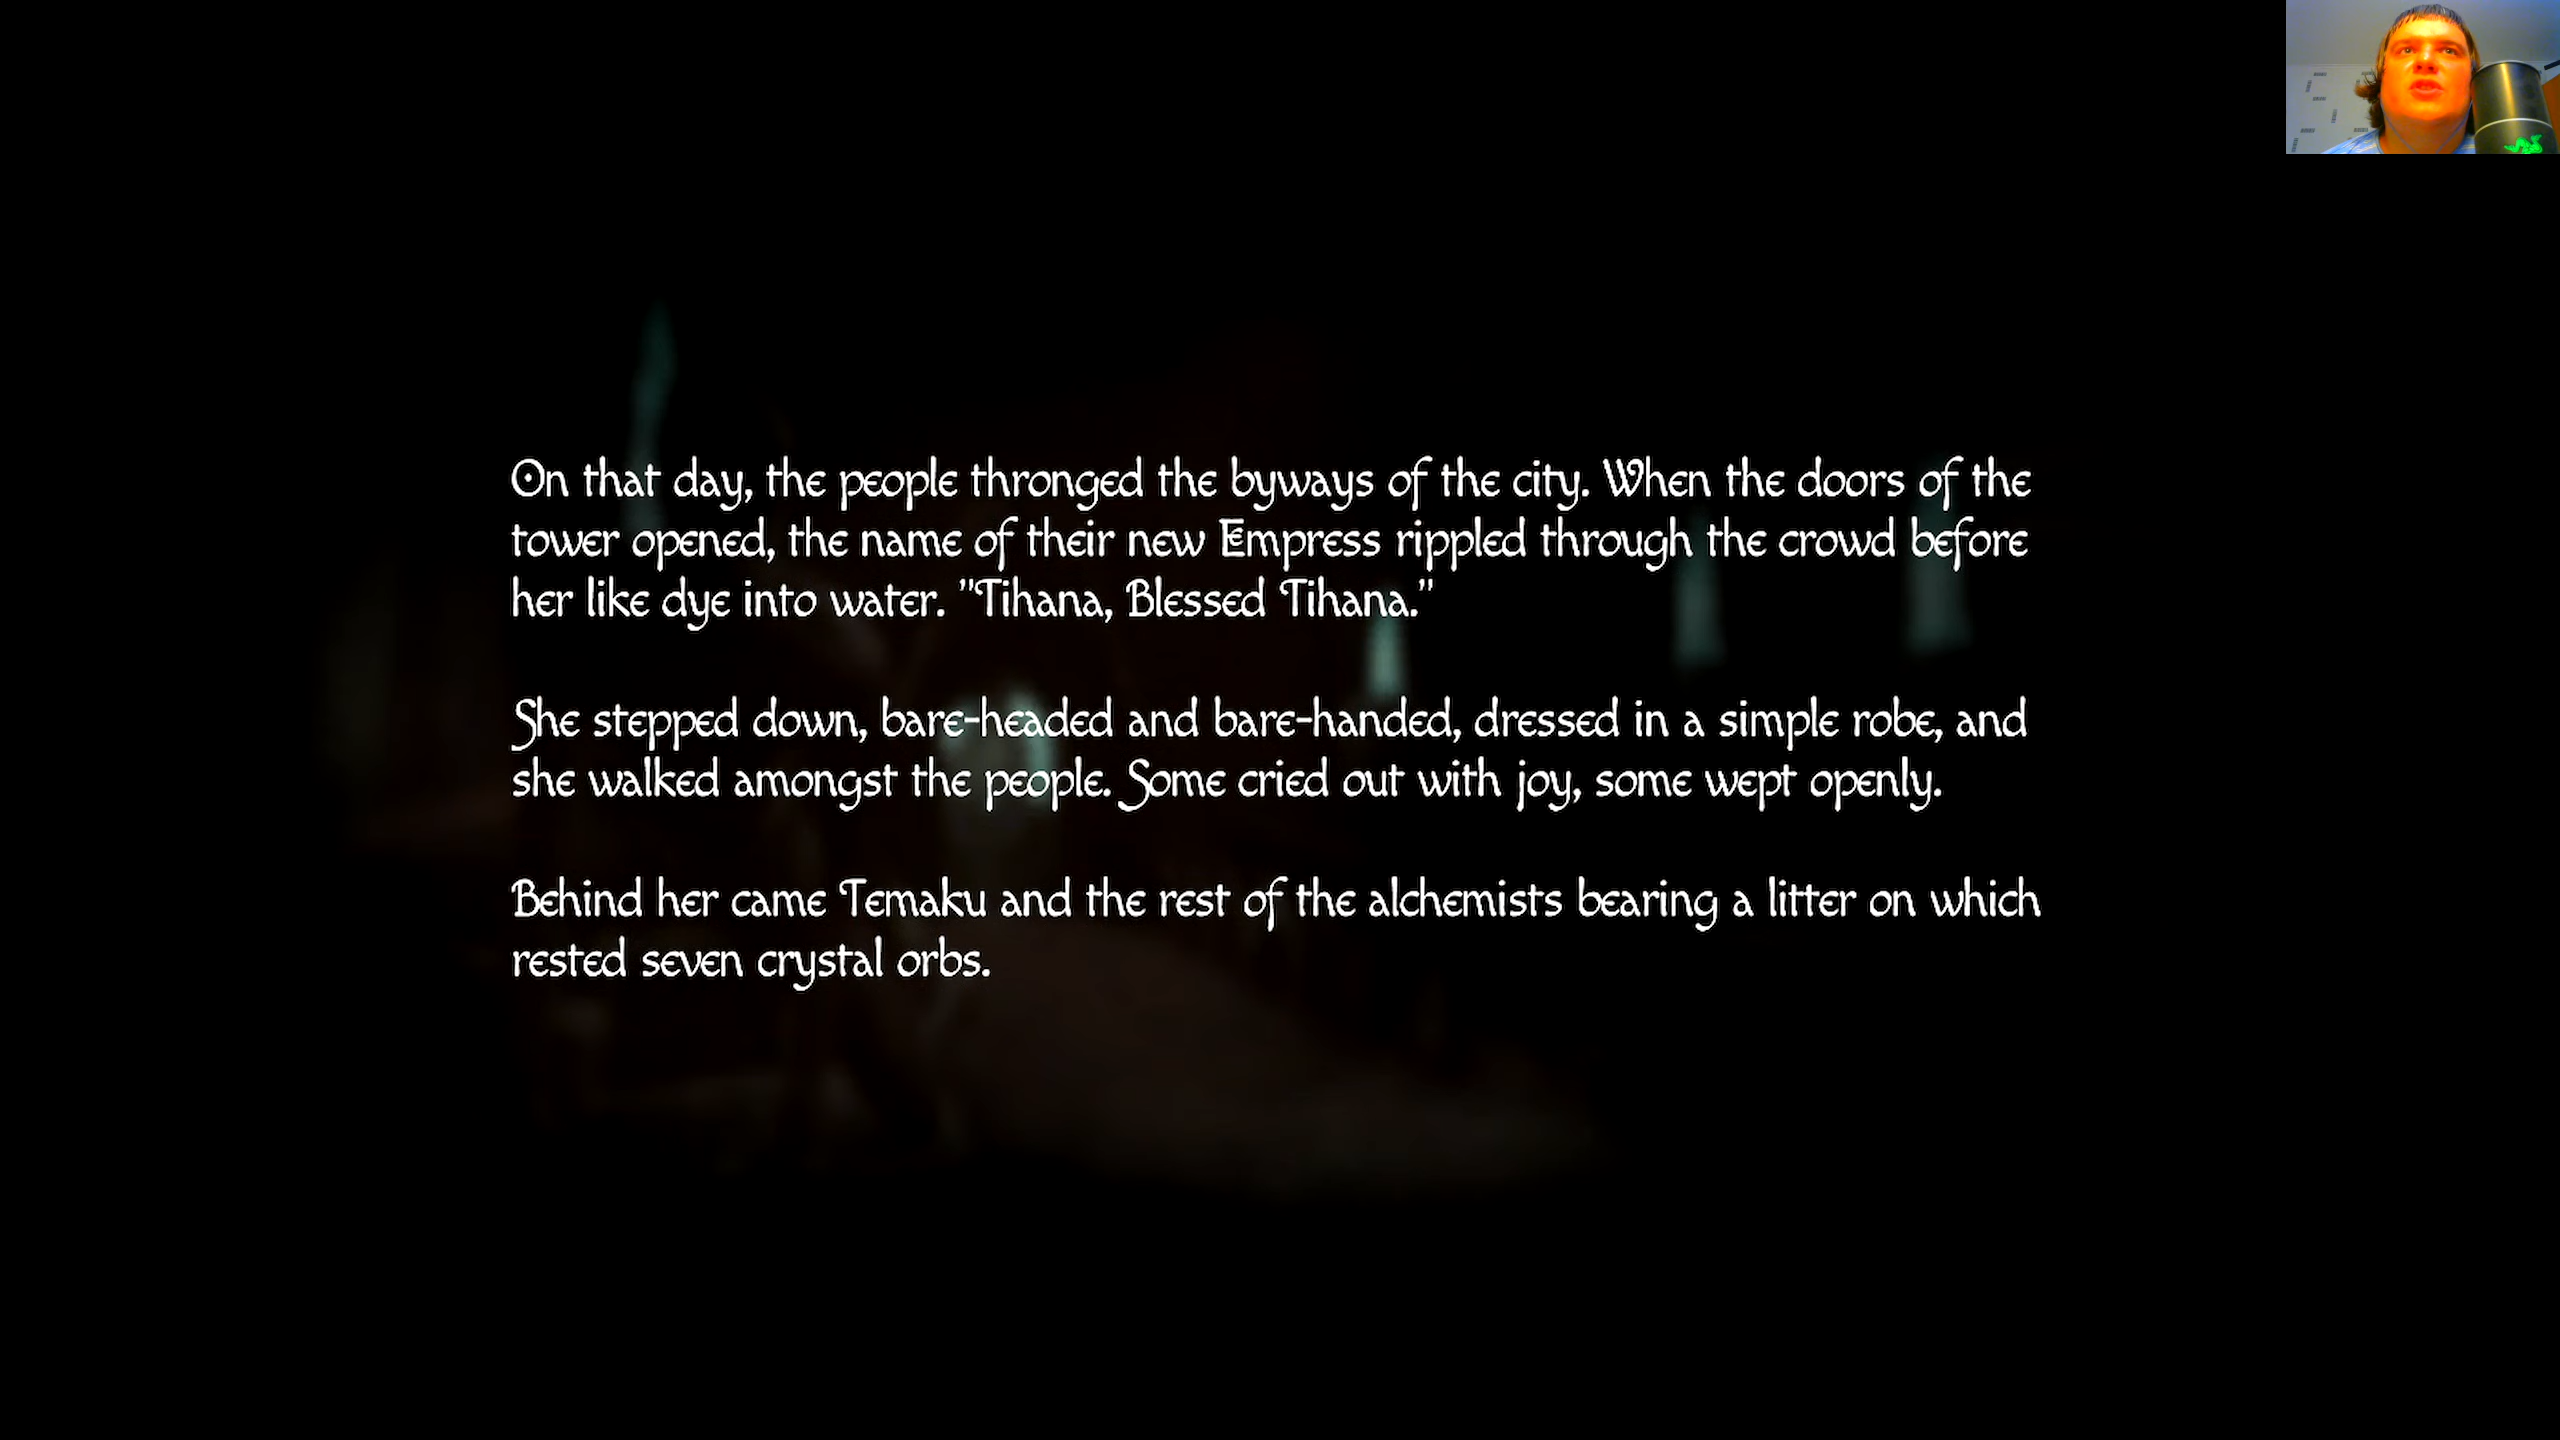 On that day, the people thronged the byways of the city. When the doors of the
tower opened, the name of their new Empress rippled through the crowd before
her like dye into water. "Tihana, Blessed Tihana."
She stepped down, bare-headed and bare-handed, dressed in a simple robe, and
she walked amongst the people. Some cried out with joy, some wept openly.
Behind her came Temaku and the rest of the alchemists bearing a litter on which
rested seven crystal orbs.